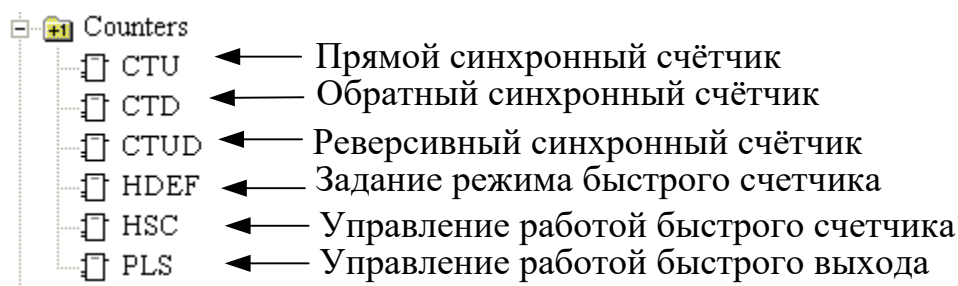 Counters
CTU Прямой синхронный счётчик
CTD Обратный синхронный счётчик
CTUD Реверсивный синхронный счётчик
HDEF Задание режима быстрого счетчика
HSC Управление работой быстрого счетчика
PLS Управление работой быстрого выхода